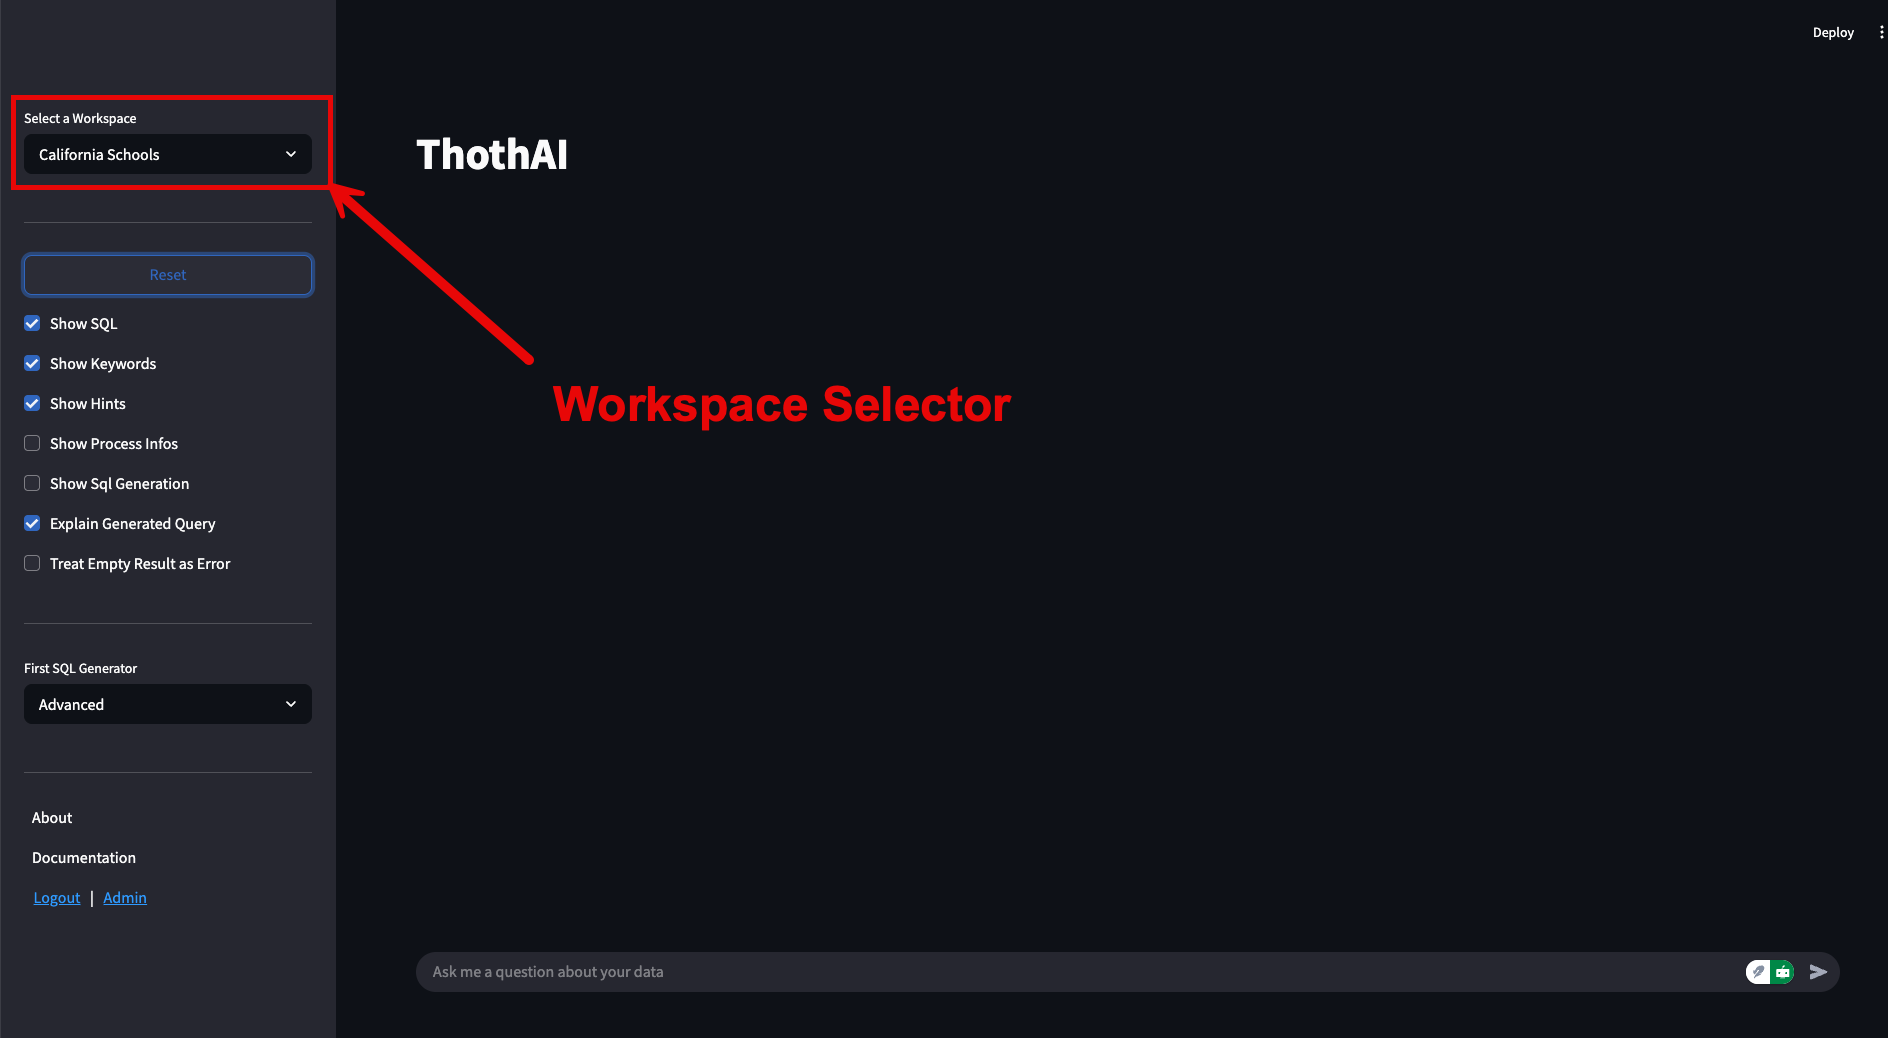 Deploy
Select a Workspace
California Schools
ThothAI
Reset
Show SQL
Show Keywords
Show Hints
Workspace Selector
Show Process Infos
Show Sql Generation
Explain Generated Query
Treat Empty Result as Error
First SQL Generator
Advanced
About
Documentation
Logout | Admin
Ask me a question about your data